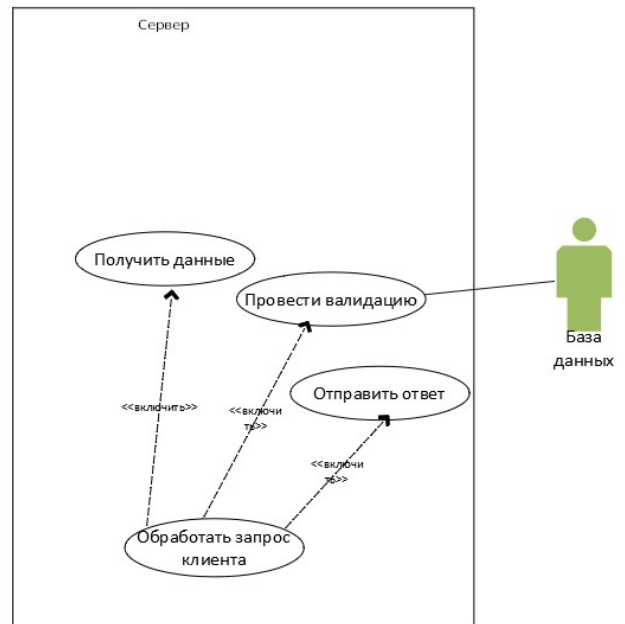 Сервер
Получить данные
Провести валидацию
База
данных
Отправить ответ
<<включить>>
<<включи
ть>>
<<включи
ть>>
Обработать запрос
клиента